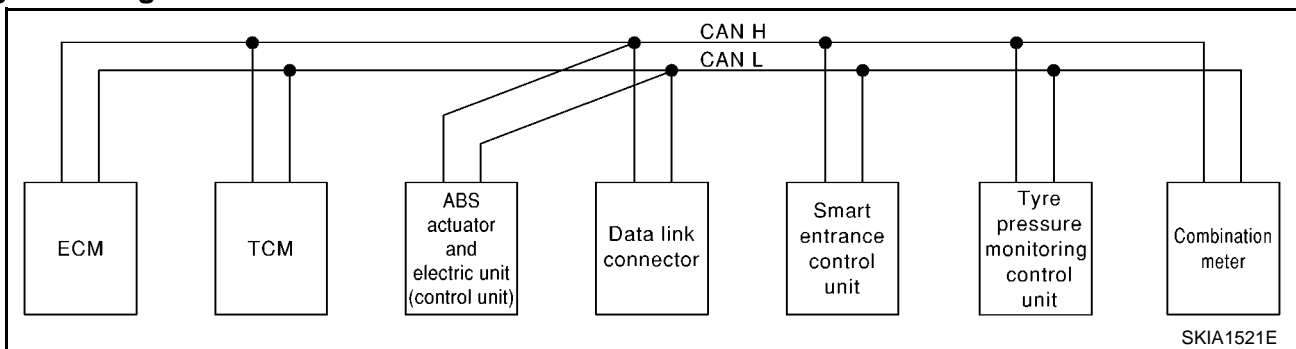 CAN H
CAN L
ECM
TCM
ABS
actuator
and
electric unit
(control unit)
Data link
connector
Smart
entrance
control
unit
Tyre
pressure
monitoring
control
unit
Combination
meter
SKIA1521E